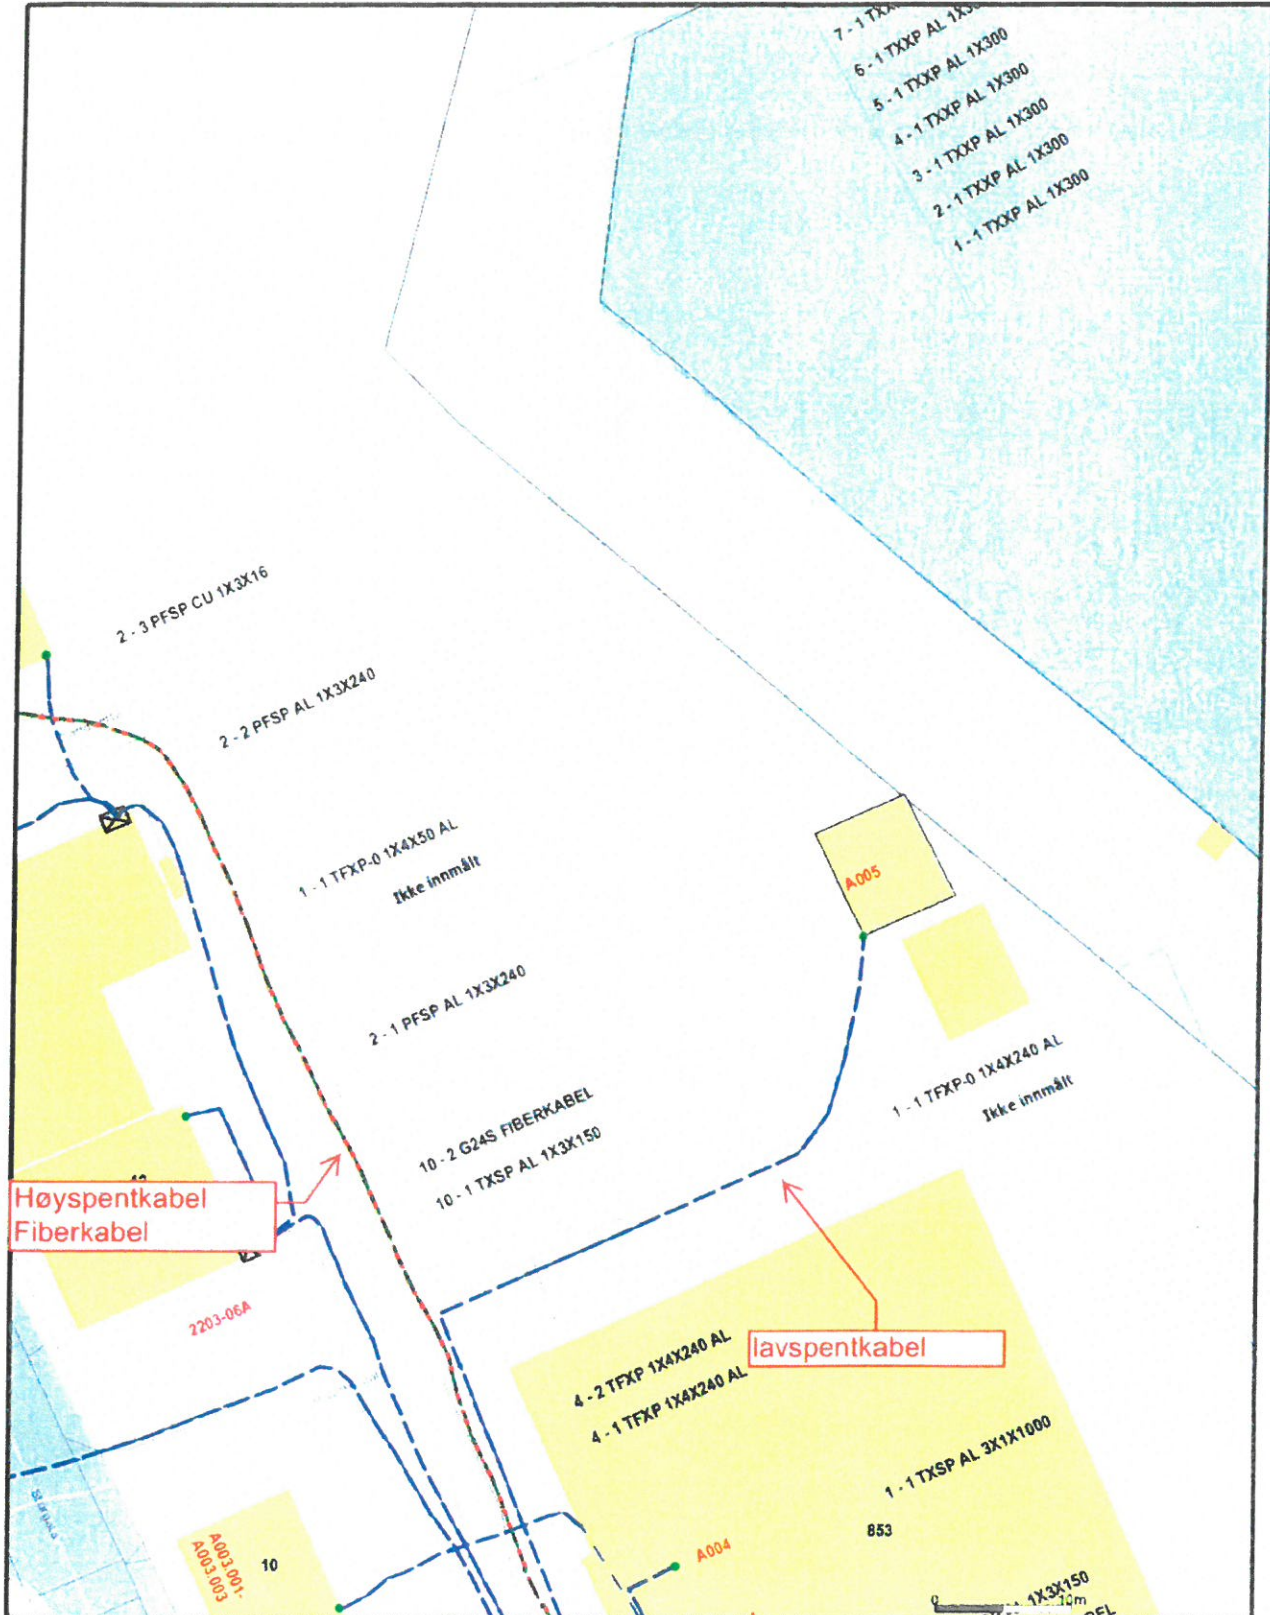 6 - 1 TXXP AL
5 - 1 TXXP AL 1X300
4 - 1 TXXP AL 1X300
3 - 1 TXXP AL 1X300
2 - 1 TXXP AL 1X300
1 - 1 TXXP AL 1X300
2 - 3 PFSP CU 1X3X16
2 - 2 PFSP AL 1X3X240
1 - 1 TFXP-0 1X4X50 AL
Ikke innmålt
A005
2 - 1 PFSP AL 1X3X240
1 - 1 TFXP-0 1X4X240 AL
Ikke innmålt
10 - 2 G24S FIBERKABEL
10 - 1 TXSP AL 1X3X150
Høyspentkabel
Fiberkabel
2203-06A
lavspentkabel
4 - 2 TFXP 1X4X240 AL
4 - 1 TFXP 1X4X240 AL
1 - 1 TXSP AL 3X1X1000
853
A003.001-
A003.003
10
A004
1X3X150
0 10m